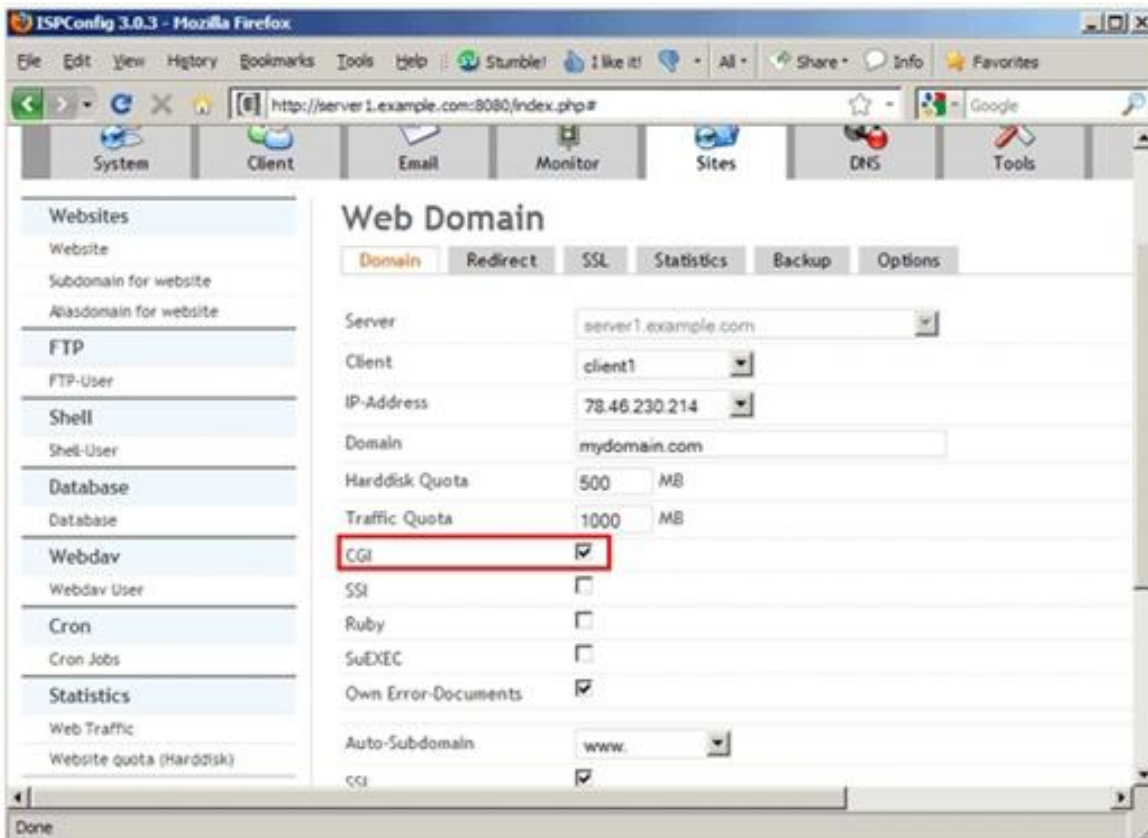 ISPConfig 3.0.3 - Mozilla Firefox
File Edit View History Bookmarks Tools Help Stumble! I like it! All Share Info Favorites
http://server1.example.com:8080/index.php# Google
System Client Email Monitor Sites DNS Tools
Websites
Website
Subdomain for website
Aliasdomain for website
FTP
FTP-User
Shell
Shell-User
Database
Database
Webdav
Webdav User
Cron
Cron Jobs
Statistics
Web Traffic
Website quota (Harddisk)
Web Domain
Domain Redirect SSL Statistics Backup Options
Server server1.example.com
Client client1
IP-Address 78.46.230.214
Domain mydomain.com
Harddisk Quota 500 MB
Traffic Quota 1000 MB
CGI
SSI
Ruby
SuEXEC
Own Error-Documents
Auto-Subdomain www.
Done